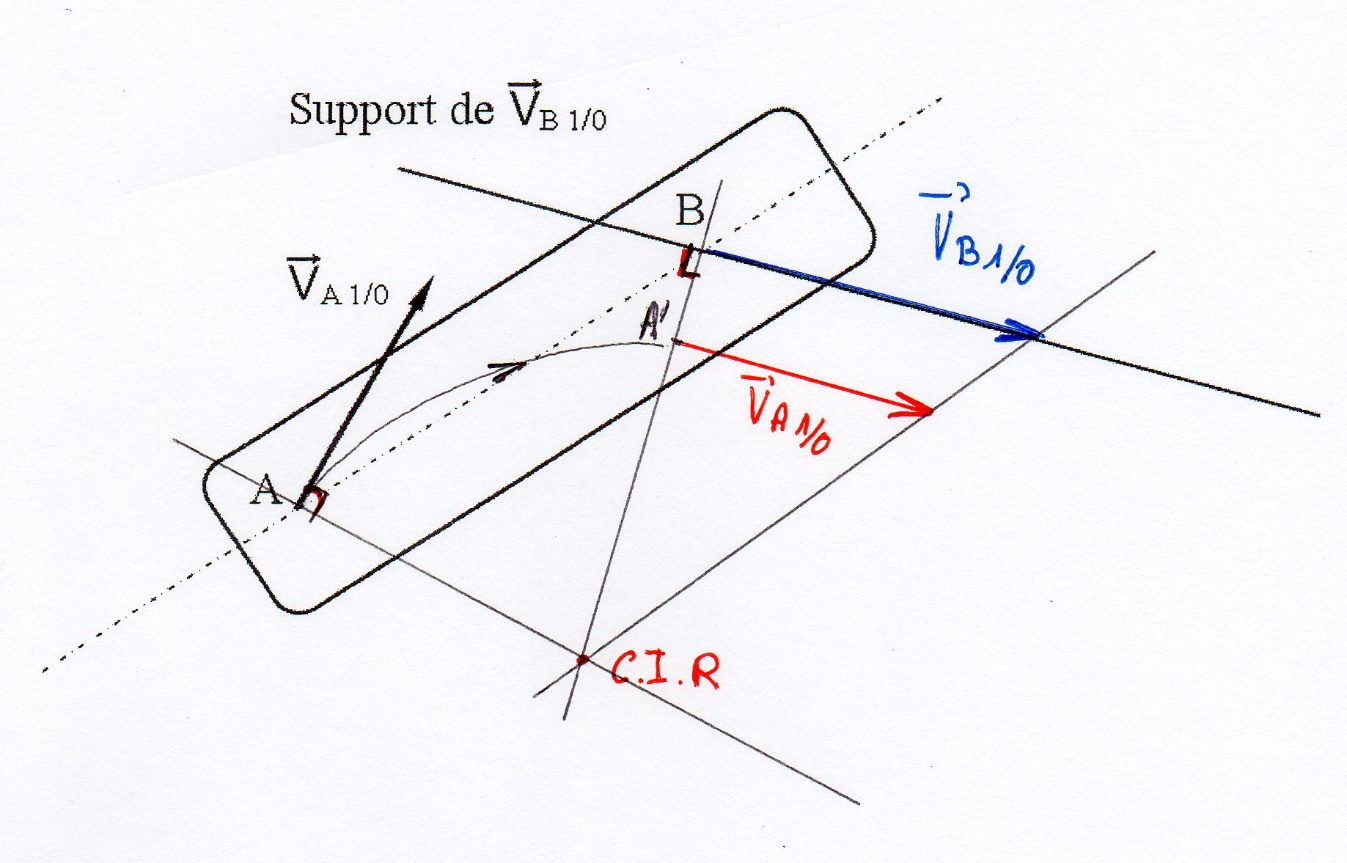 Support de V⃗B 1/0
B
V⃗B 1/0
V⃗A 1/0
A'
V⃗A 1/0
A
C.I.R